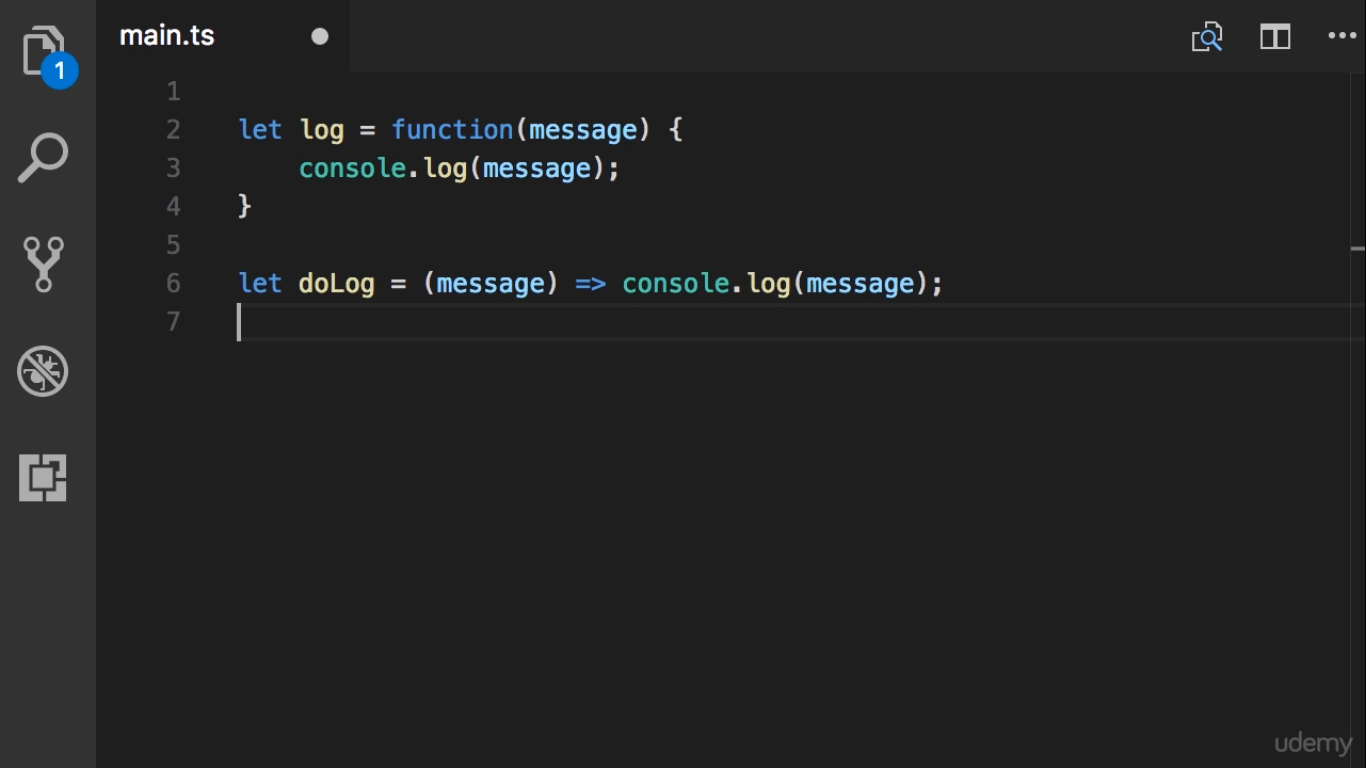 main.ts
1
1
2 let log = function(message) {
3     console.log(message);
4 }
5
6 let doLog = (message) => console.log(message);
7
udemy